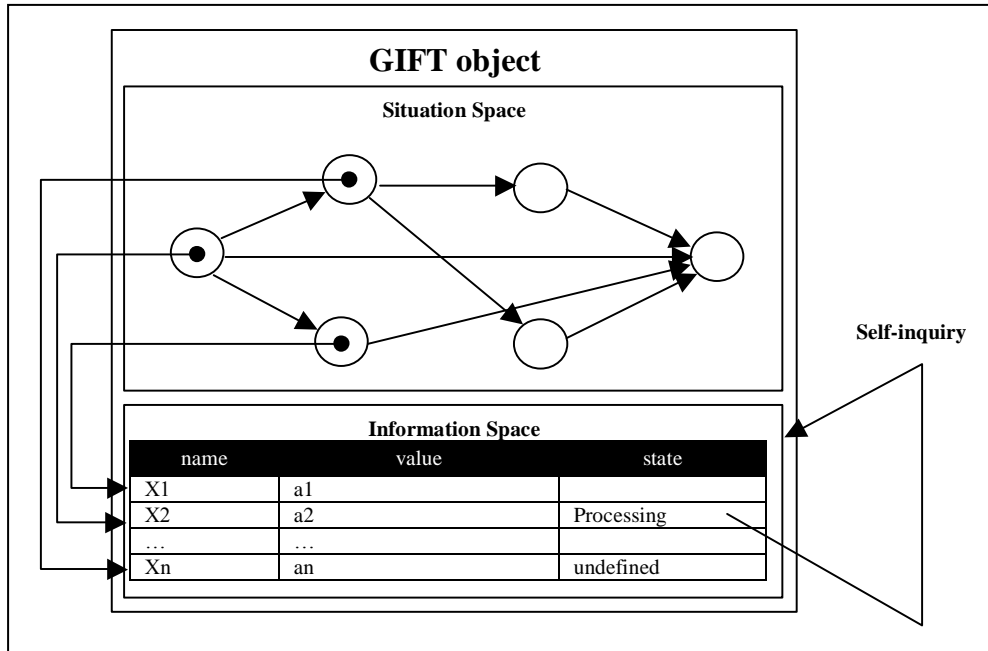 GIFT object
Situation Space
Self-inquiry
Information Space
name value state
X1 a1
X2 a2 Processing
… …
Xn an undefined